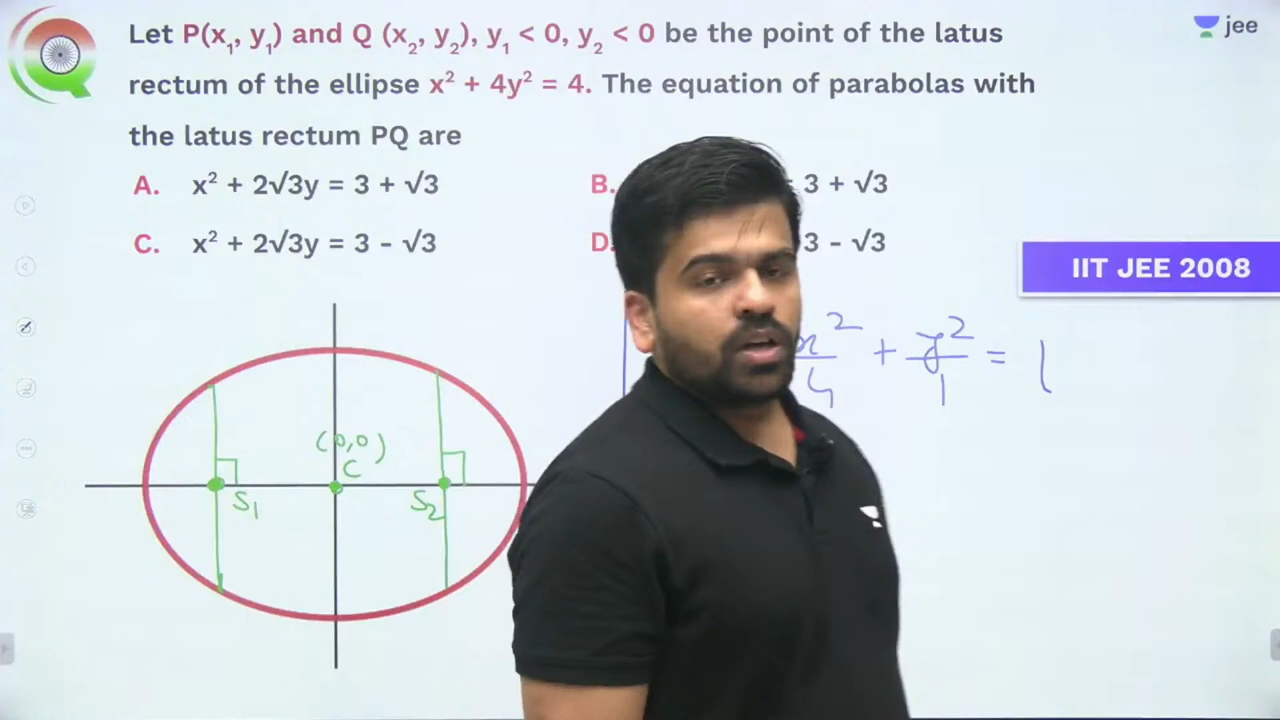 Let P(x₁, y₁) and Q (x₂, y₂), y₁ < 0, y₂ < 0 be the point of the latus
rectum of the ellipse x² + 4y² = 4. The equation of parabolas with
the latus rectum PQ are
A. x² + 2√3y = 3 + √3
B. 3 + √3
C. x² + 2√3y = 3 - √3
D. 3 - √3
jee
IIT JEE 2008
x²/4 + y²/1 = 1
(0,0)
C
S₁
S₂